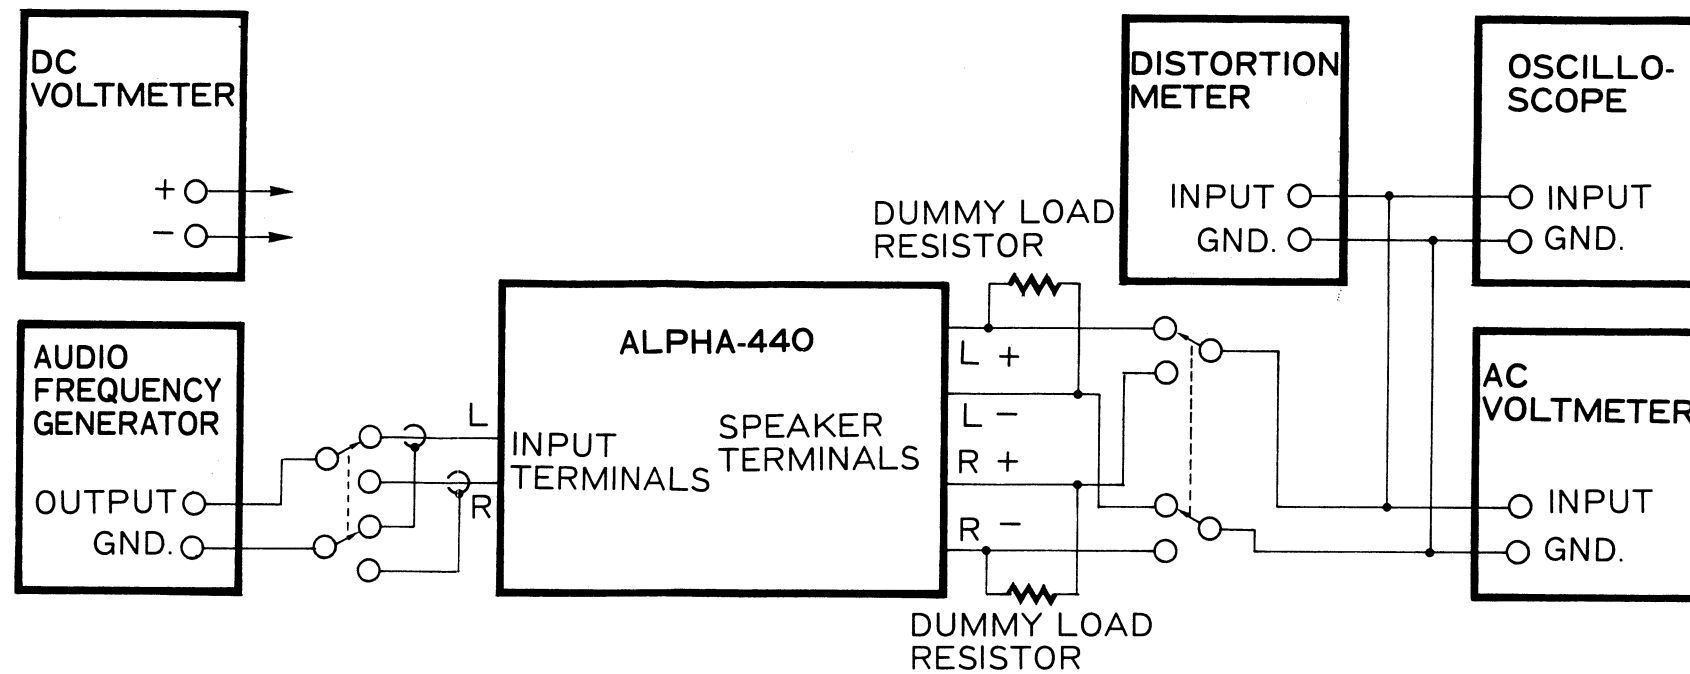 DC
VOLTMETER
+
−
AUDIO
FREQUENCY
GENERATOR
OUTPUT
GND.
L
R
ALPHA-440
INPUT
TERMINALS
SPEAKER
TERMINALS
L +
L −
R +
R −
DUMMY LOAD
RESISTOR
DUMMY LOAD
RESISTOR
DISTORTION
METER
INPUT
GND.
OSCILLO-
SCOPE
INPUT
GND.
AC
VOLTMETER
INPUT
GND.